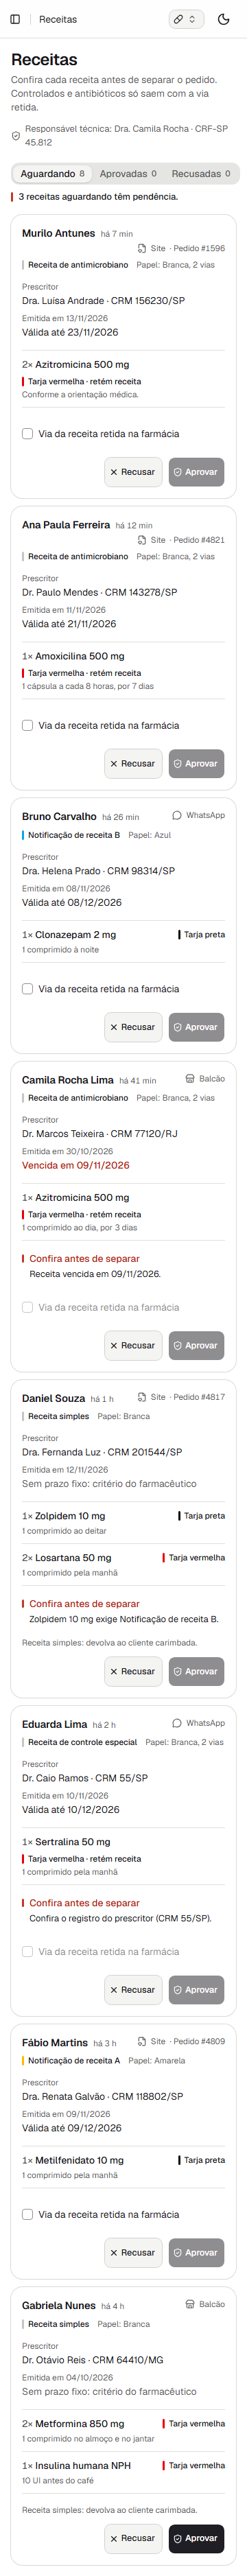 Receitas
Receitas
Confira cada receita antes de separar o pedido.
Controlados e antibióticos só saem com a via
retida.
Responsável técnica: Dra. Camila Rocha · CRF-SP
45.812
Aguardando 8 Aprovadas 0 Recusadas 0
3 receitas aguardando têm pendência.
Murilo Antunes há 7 min
Site · Pedido #1596
Receita de antimicrobiano Papel: Branca, 2 vias
Prescritor
Dra. Luísa Andrade · CRM 156230/SP
Emitida em 13/11/2026
Válida até 23/11/2026
2× Azitromicina 500 mg
Tarja vermelha · retém receita
Conforme a orientação médica.
Via da receita retida na farmácia
Recusar Aprovar
Ana Paula Ferreira há 12 min
Site · Pedido #4821
Receita de antimicrobiano Papel: Branca, 2 vias
Prescritor
Dr. Paulo Mendes · CRM 143278/SP
Emitida em 11/11/2026
Válida até 21/11/2026
1× Amoxicilina 500 mg
Tarja vermelha · retém receita
1 cápsula a cada 8 horas, por 7 dias
Via da receita retida na farmácia
Recusar Aprovar
Bruno Carvalho há 26 min WhatsApp
Notificação de receita B Papel: Azul
Prescritor
Dra. Helena Prado · CRM 98314/SP
Emitida em 08/11/2026
Válida até 08/12/2026
1× Clonazepam 2 mg Tarja preta
1 comprimido à noite
Via da receita retida na farmácia
Recusar Aprovar
Camila Rocha Lima há 41 min Balcão
Receita de antimicrobiano Papel: Branca, 2 vias
Prescritor
Dr. Marcos Teixeira · CRM 77120/RJ
Emitida em 30/10/2026
Vencida em 09/11/2026
1× Azitromicina 500 mg
Tarja vermelha · retém receita
1 comprimido ao dia, por 3 dias
Confira antes de separar
Receita vencida em 09/11/2026.
Via da receita retida na farmácia
Recusar Aprovar
Daniel Souza há 1 h Site · Pedido #4817
Receita simples Papel: Branca
Prescritor
Dra. Fernanda Luz · CRM 201544/SP
Emitida em 12/11/2026
Sem prazo fixo: critério do farmacêutico
1× Zolpidem 10 mg Tarja preta
1 comprimido ao deitar
2× Losartana 50 mg Tarja vermelha
1 comprimido pela manhã
Confira antes de separar
Zolpidem 10 mg exige Notificação de receita B.
Receita simples: devolva ao cliente carimbada.
Recusar Aprovar
Eduarda Lima há 2 h WhatsApp
Receita de controle especial Papel: Branca, 2 vias
Prescritor
Dr. Caio Ramos · CRM 55/SP
Emitida em 10/11/2026
Válida até 10/12/2026
1× Sertralina 50 mg
Tarja vermelha · retém receita
1 comprimido pela manhã
Confira antes de separar
Confira o registro do prescritor (CRM 55/SP).
Via da receita retida na farmácia
Recusar Aprovar
Fábio Martins há 3 h Site · Pedido #4809
Notificação de receita A Papel: Amarela
Prescritor
Dra. Renata Galvão · CRM 118802/SP
Emitida em 09/11/2026
Válida até 09/12/2026
1× Metilfenidato 10 mg Tarja preta
1 comprimido pela manhã
Via da receita retida na farmácia
Recusar Aprovar
Gabriela Nunes há 4 h Balcão
Receita simples Papel: Branca
Prescritor
Dr. Otávio Reis · CRM 64410/MG
Emitida em 04/10/2026
Sem prazo fixo: critério do farmacêutico
2× Metformina 850 mg Tarja vermelha
1 comprimido no almoço e no jantar
1× Insulina humana NPH Tarja vermelha
10 UI antes do café
Receita simples: devolva ao cliente carimbada.
Recusar Aprovar